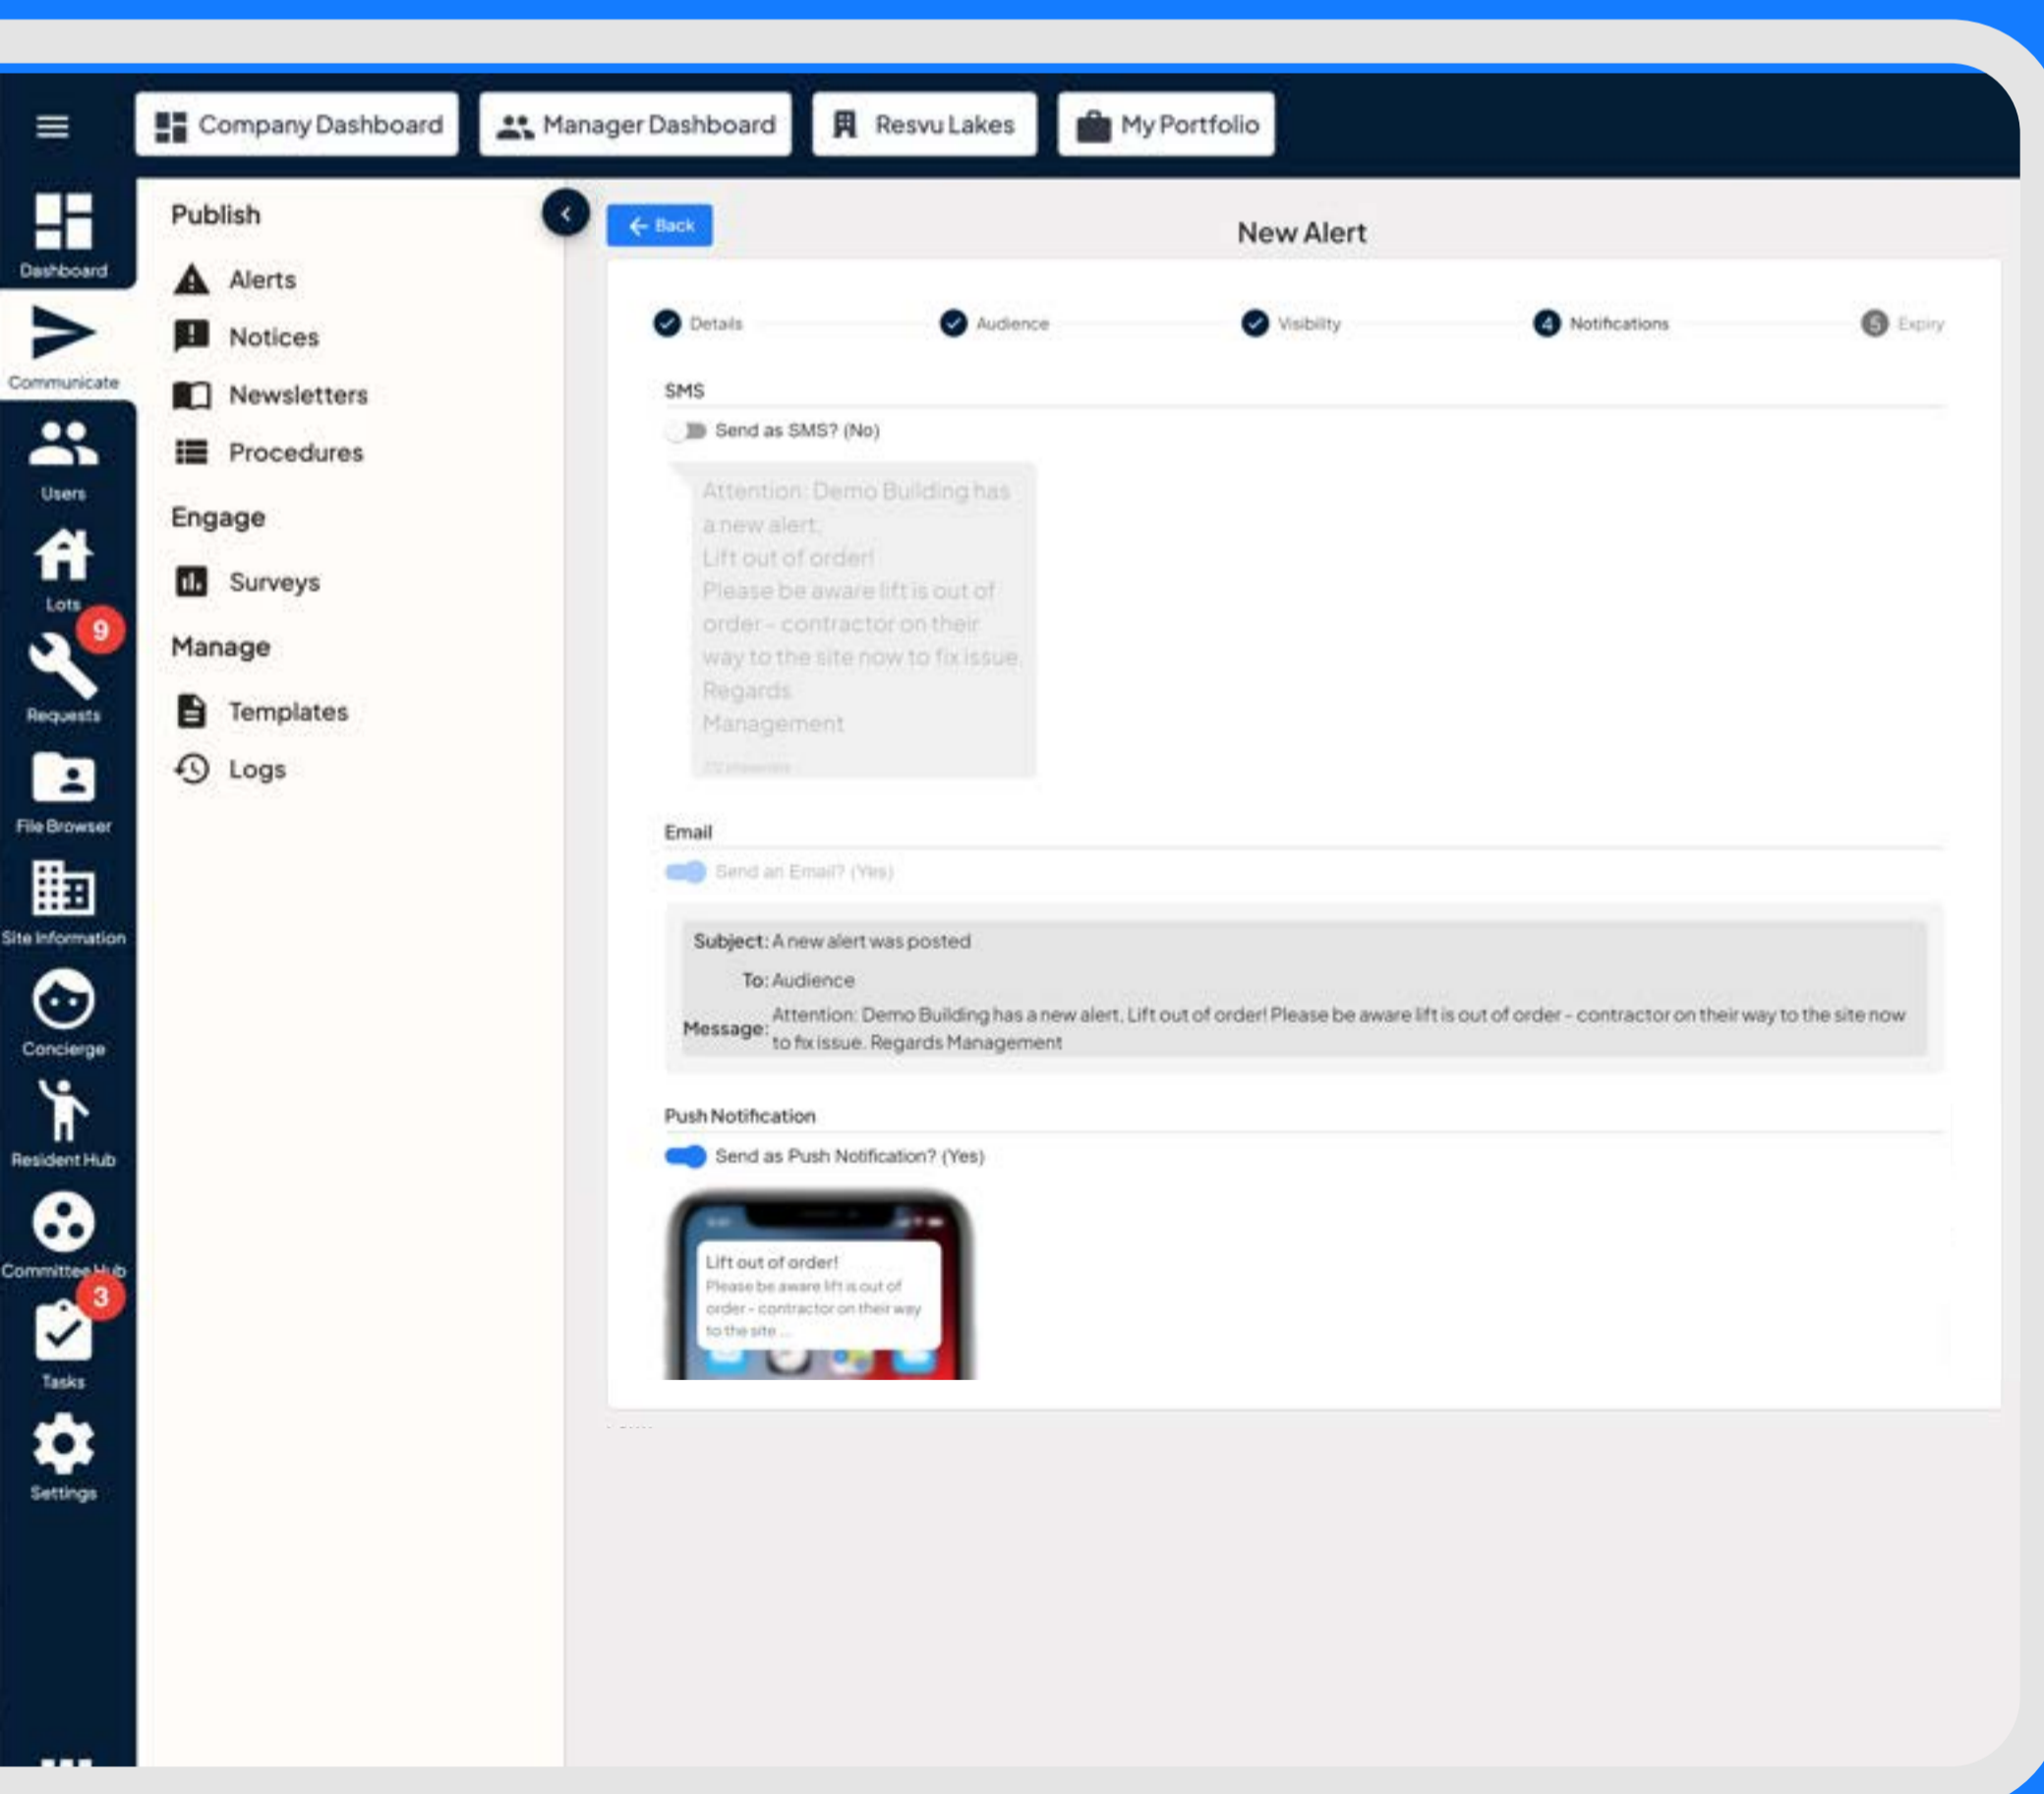 Company Dashboard
Manager Dashboard
Resvu Lakes
My Portfolio
Dashboard
Communicate
Users
Lots
9
Requests
File Browser
Site Information
Concierge
Resident Hub
Committee Hub
3
Tasks
Settings
Publish
Alerts
Notices
Newsletters
Procedures
Engage
Surveys
Manage
Templates
Logs
Back
New Alert
Details
Audience
Visibility
4 Notifications
5 Expiry
SMS
Send as SMS? (No)
Attention: Demo Building has
a new alert,
Lift out of order!
Please be aware lift is out of
order - contractor on their
way to the site now to fix issue.
Regards
Management
Email
Send an Email? (Yes)
Subject: A new alert was posted
To: Audience
Message: Attention: Demo Building has a new alert, Lift out of order! Please be aware lift is out of order - contractor on their way to the site now
to fix issue. Regards Management
Push Notification
Send as Push Notification? (Yes)
Lift out of order!
Please be aware lift is out of
order - contractor on their way
to the site ...